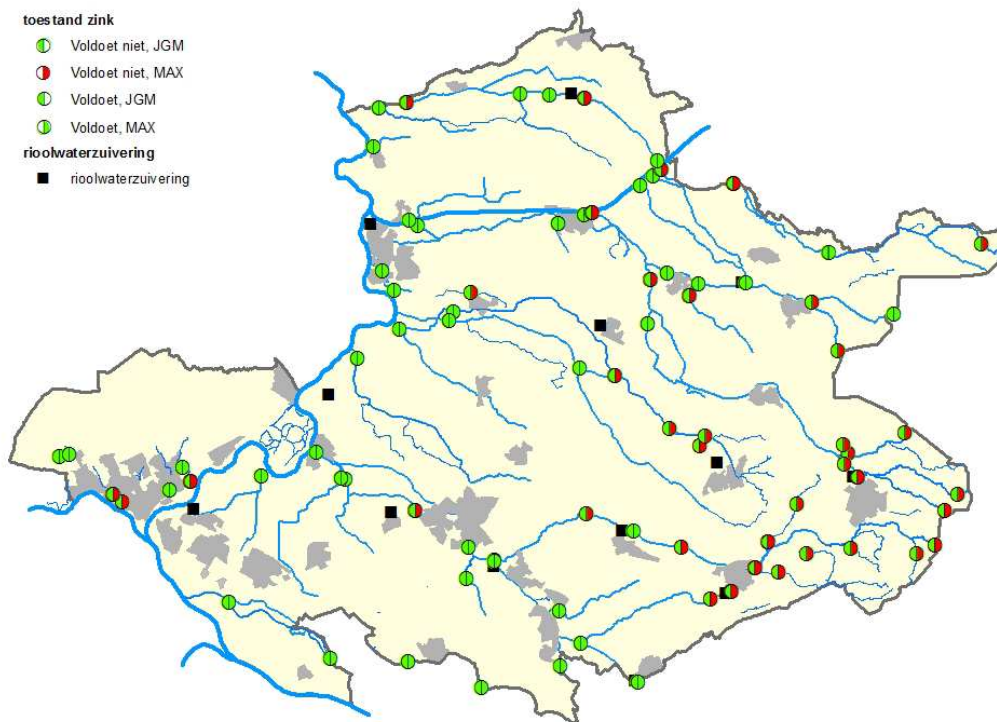 toestand zink
Voldoet niet, JGM
Voldoet niet, MAX
Voldoet, JGM
Voldoet, MAX
rioolwaterzuivering
rioolwaterzuivering